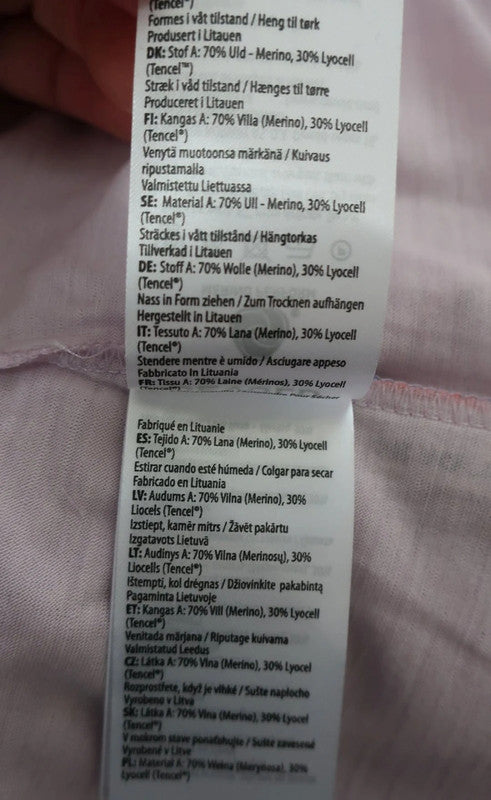 (Tencel*)
Formes i våt tilstand / Heng til tørk
Produsert i Litauen
DK: Stof A: 70% Uld - Merino, 30% Lyocell
(Tencel™)
Stræk i våd tilstand / Hænges til tørre
Produceret i Litauen
FI: Kangas A: 70% Villa (Merino), 30% Lyocell
(Tencel®)
Venytä muotoonsa märkänä / Kuivaus
ripustamalla
Valmistettu Liettuassa
SE: Material A: 70% Ull - Merino, 30% Lyocell
(Tencel®)
Sträckes i vått tillstånd / Hängtorkas
Tillverkad i Litauen
DE: Stoff A: 70% Wolle (Merino), 30% Lyocell
(Tencel®)
Nass in Form ziehen / Zum Trocknen aufhängen
Hergestellt in Litauen
IT: Tessuto A: 70% Lana (Merino), 30% Lyocell
(Tencel®)
Stendere mentre è umido / Asciugare appeso
Fabbricato in Lituania
FR: Tissu A: 70% Laine (Mérinos), 30% Lyocell
Fabriqué en Lituanie
ES: Tejido A: 70% Lana (Merino), 30% Lyocell
(Tencel®)
Estirar cuando esté húmeda / Colgar para secar
Fabricado en Lituania
LV: Audums A: 70% Vilna (Merino), 30%
Liocels (Tencel®)
Izstiept, kamēr mitrs / Žāvēt pakārtu
Izgatavots Lietuvā
LT: Audinys A: 70% Vilna (Merinosų), 30%
Liocells (Tencel®)
Ištempti, kol drėgnas / Džiovinkite pakabintą
Pagaminta Lietuvoje
ET: Kangas A: 70% Vill (Merino), 30% Lyocell
(Tencel®)
Venitada märjana / Riputage kuivama
Valmistatud Leedus
CZ: Látka A: 70% Vlna (Merino), 30% Lyocel
(Tencel®)
Rozprostřete, když je vlhké / Sušte naplocho
Vyrobeno v Litvě
SK: Látka A: 70% Vlna (Merino), 30% Lyocel
(Tencel®)
V mokrom stave ponaťahujte / Sušte zavesené
Vyrobené v Litve
PL: Materiał A: 70% Wełna (Merynosa), 30%
Lyocell (Tencel®)